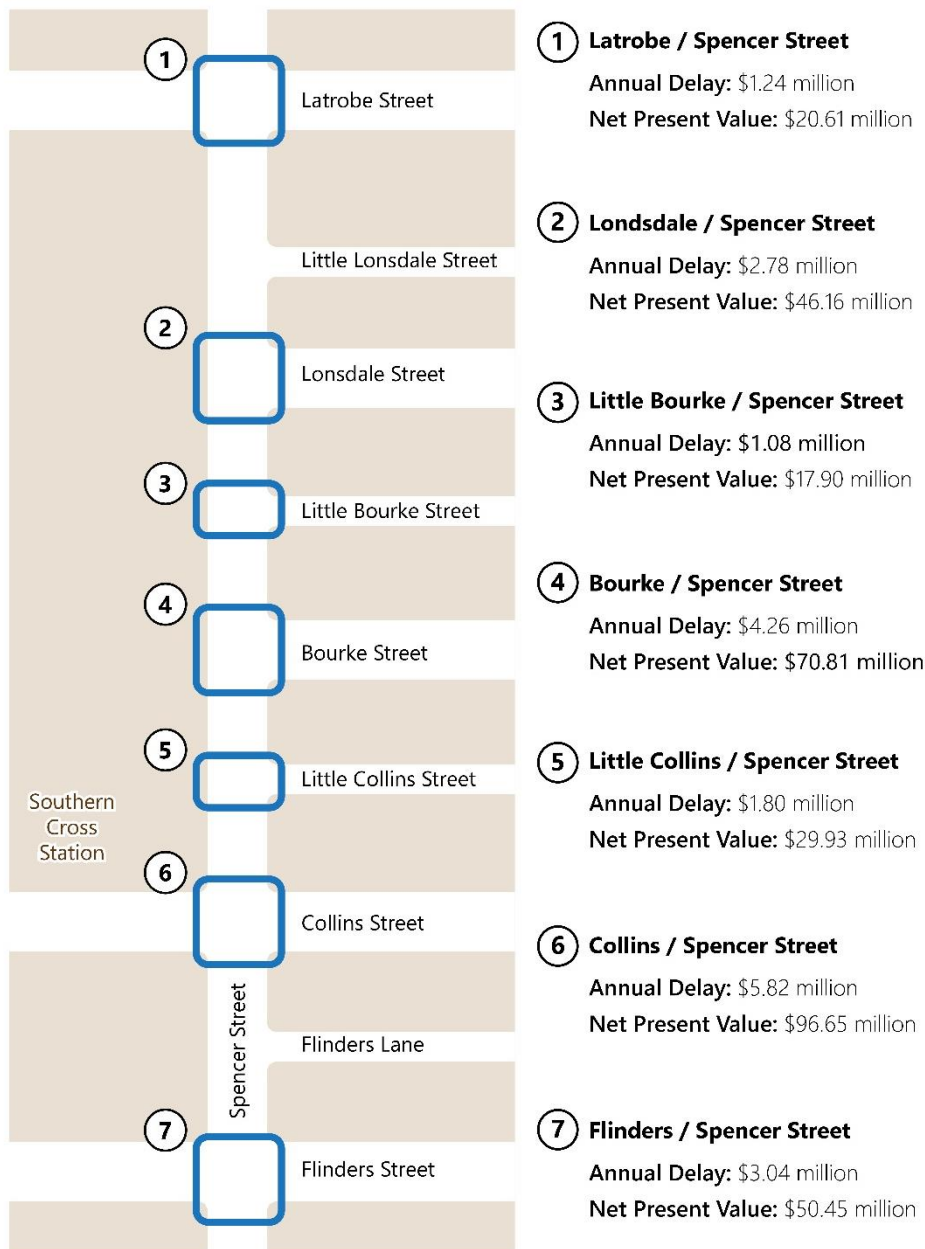 1
Latrobe Street
Little Lonsdale Street
2
Lonsdale Street
3
Little Bourke Street
4
Bourke Street
5
Little Collins Street
Southern
Cross
Station
6
Collins Street
Spencer Street
Flinders Lane
7
Flinders Street
1 Latrobe / Spencer Street
Annual Delay: $1.24 million
Net Present Value: $20.61 million
2 Londsdale / Spencer Street
Annual Delay: $2.78 million
Net Present Value: $46.16 million
3 Little Bourke / Spencer Street
Annual Delay: $1.08 million
Net Present Value: $17.90 million
4 Bourke / Spencer Street
Annual Delay: $4.26 million
Net Present Value: $70.81 million
5 Little Collins / Spencer Street
Annual Delay: $1.80 million
Net Present Value: $29.93 million
6 Collins / Spencer Street
Annual Delay: $5.82 million
Net Present Value: $96.65 million
7 Flinders / Spencer Street
Annual Delay: $3.04 million
Net Present Value: $50.45 million